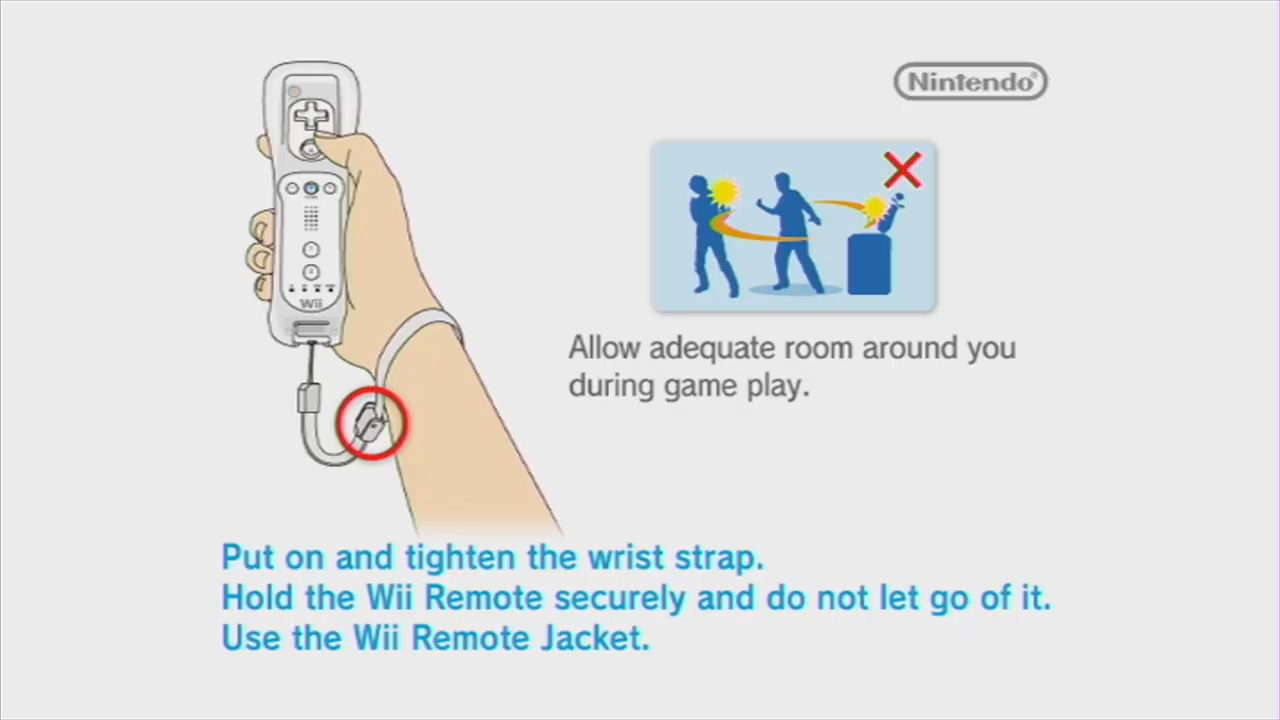 Nintendo®
Allow adequate room around you
during game play.
Wii
Put on and tighten the wrist strap.
Hold the Wii Remote securely and do not let go of it.
Use the Wii Remote Jacket.